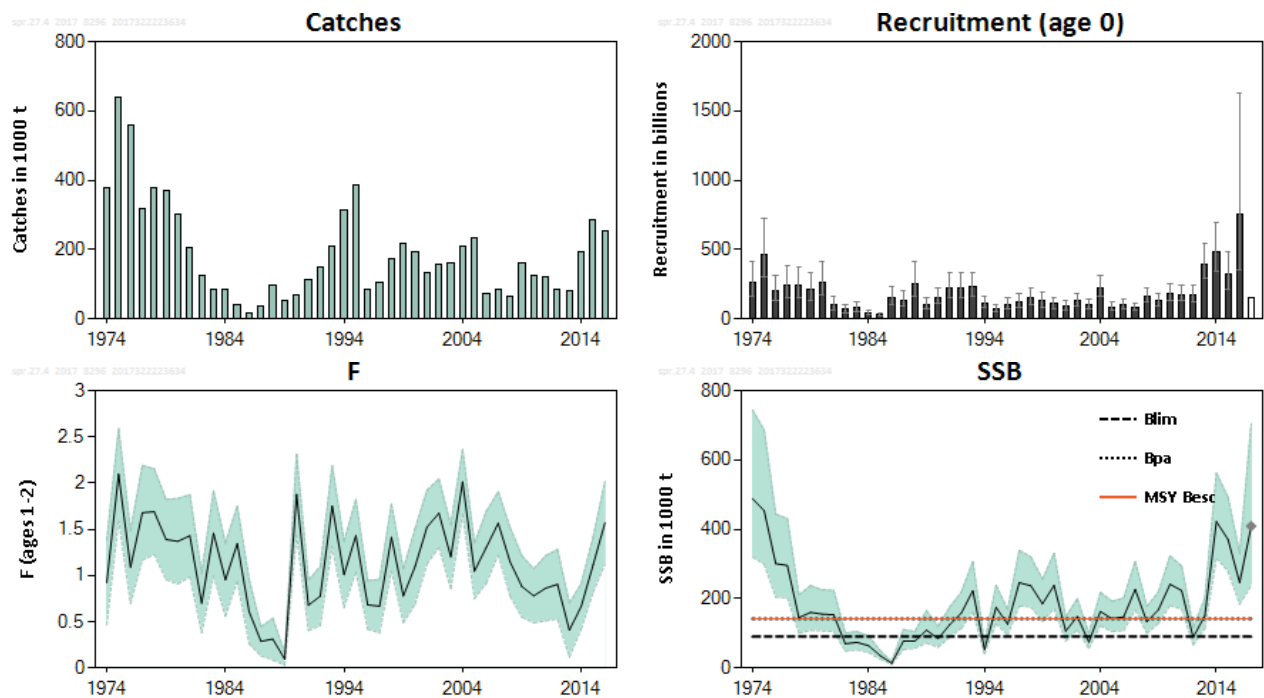 spr.27.4 2017 8296 2017322223634
Catches
800
600
400
200
0
Catches in 1000 t
1974 1984 1994 2004 2014
spr.27.4 2017 8296 2017322223634
Recruitment (age 0)
2000
1500
1000
500
0
Recruitment in billions
1974 1984 1994 2004 2014
spr.27.4 2017 8296 2017322223634
F
3
2.5
2
1.5
1
0.5
0
F (ages 1-2)
1974 1984 1994 2004 2014
spr.27.4 2017 8296 2017322223634
SSB
800
600
400
200
0
SSB in 1000 t
Blim
Bpa
MSY Besc
1974 1984 1994 2004 2014